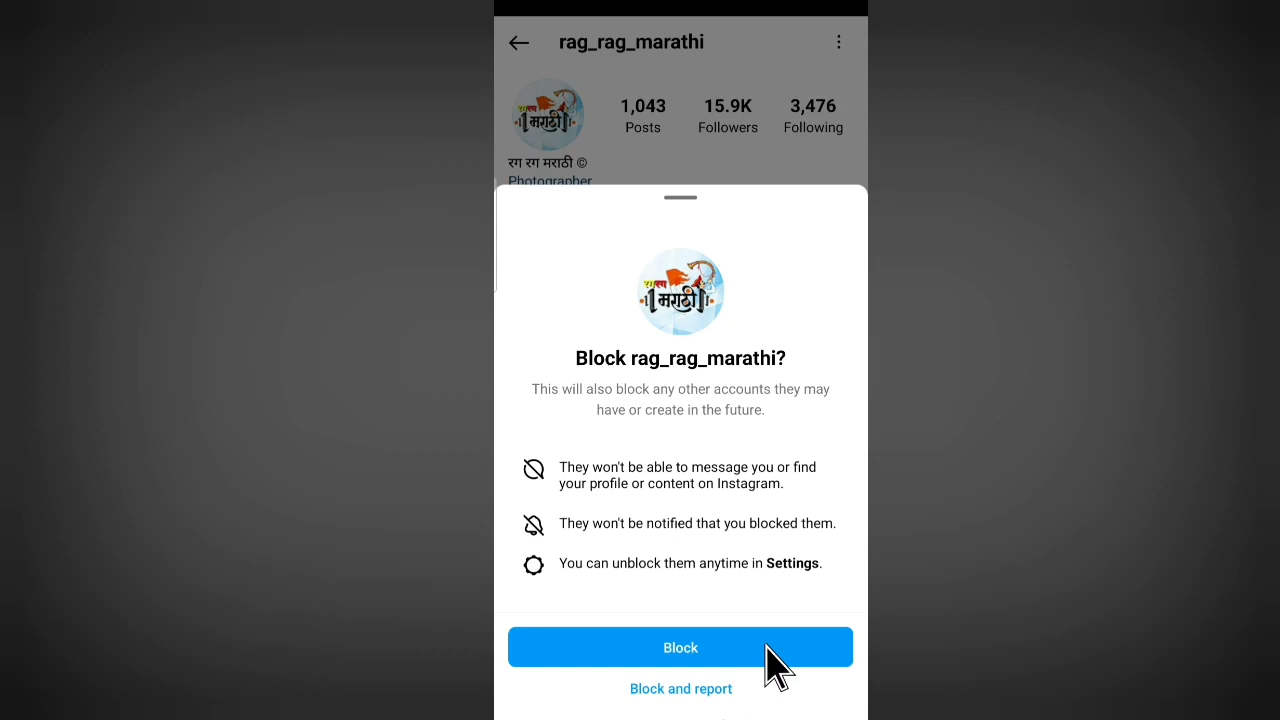 rag_rag_marathi
1,043
Posts
15.9K
Followers
3,476
Following
रग रग मराठी ©
Photographer
रग रग
मराठी
Block rag_rag_marathi?
This will also block any other accounts they may
have or create in the future.
They won't be able to message you or find
your profile or content on Instagram.
They won't be notified that you blocked them.
You can unblock them anytime in Settings.
Block
Block and report